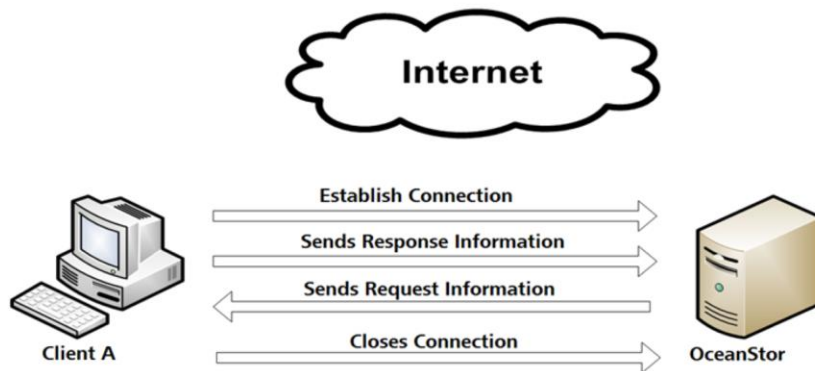 Internet
Establish Connection
Sends Response Information
Sends Request Information
Closes Connection
Client A
OceanStor